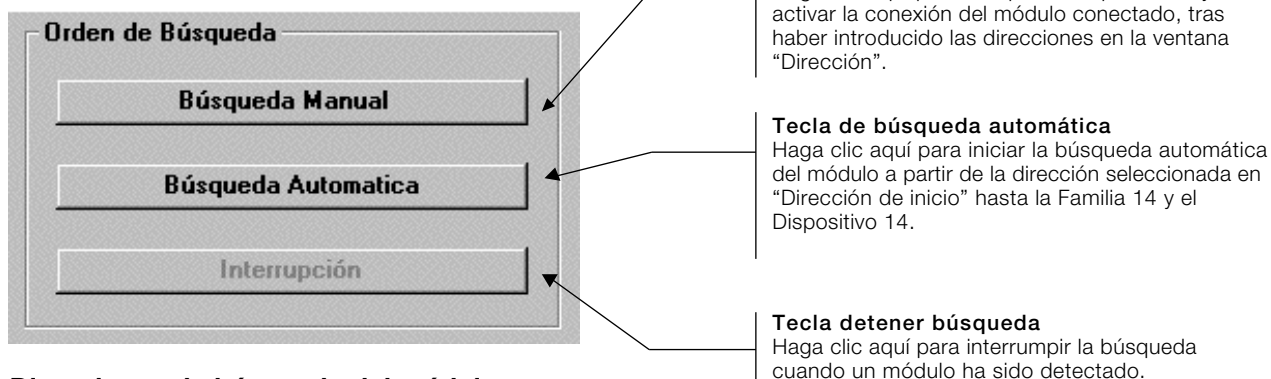 activar la conexión del módulo conectado, tras
haber introducido las direcciones en la ventana
“Dirección”.
Orden de Búsqueda
Búsqueda Manual
Búsqueda Automatica
Interrupción
Tecla de búsqueda automática
Haga clic aquí para iniciar la búsqueda automática
del módulo a partir de la dirección seleccionada en
“Dirección de inicio” hasta la Familia 14 y el
Dispositivo 14.
Tecla detener búsqueda
Haga clic aquí para interrumpir la búsqueda
cuando un módulo ha sido detectado.